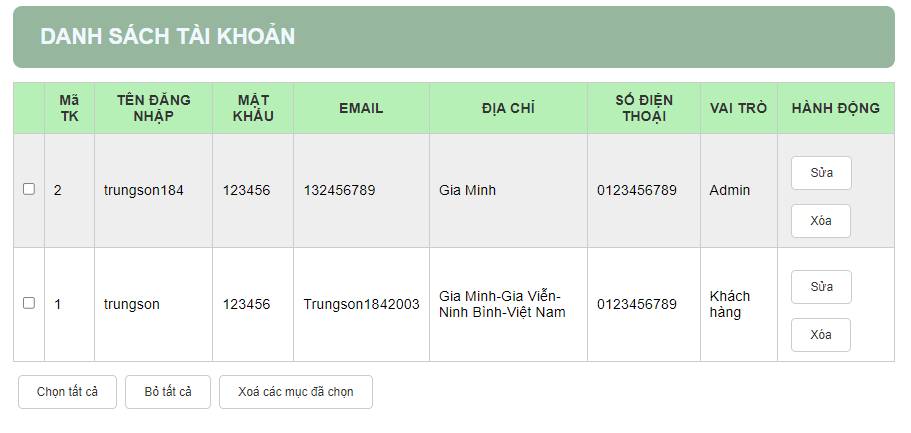 DANH SÁCH TÀI KHOẢN
Mã TK
TÊN ĐĂNG NHẬP
MẬT KHẨU
EMAIL
ĐỊA CHỈ
SỐ ĐIỆN THOẠI
VAI TRÒ
HÀNH ĐỘNG
2
trungson184
123456
132456789
Gia Minh
0123456789
Admin
Sửa
Xóa
1
trungson
123456
Trungson1842003
Gia Minh-Gia Viễn-
Ninh Bình-Việt Nam
0123456789
Khách
hàng
Sửa
Xóa
Chọn tất cả
Bỏ tất cả
Xoá các mục đã chọn